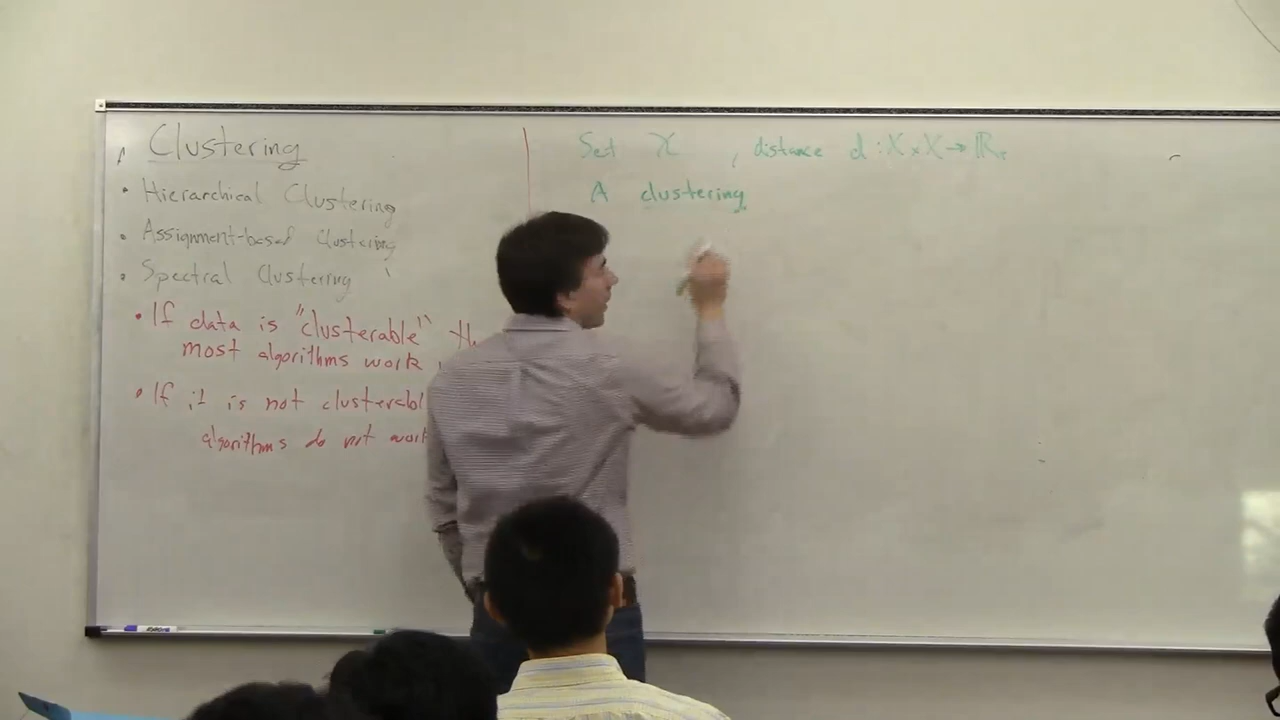 Clustering
• Hierarchical Clustering
• Assignment-based Clustering
• Spectral Clustering
• If data is "clusterable"
most algorithms work
• If it is not
algorithms do not
Set X , distance d : X × X → ℝ
A clustering